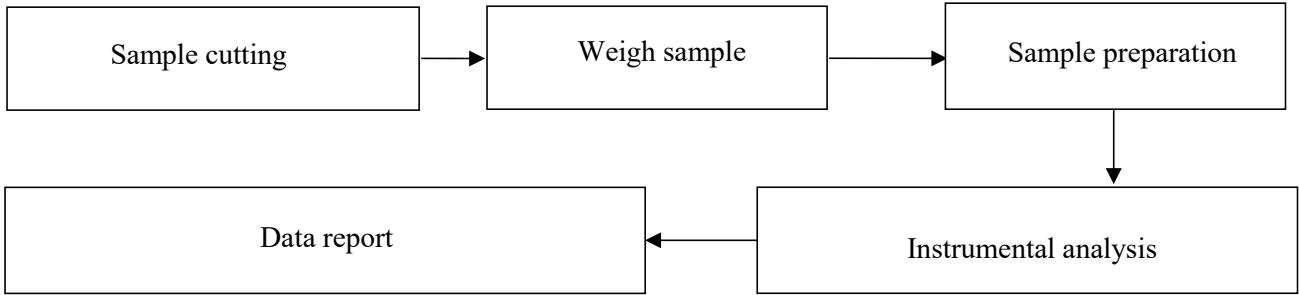 Sample cutting
Weigh sample
Sample preparation
Instrumental analysis
Data report